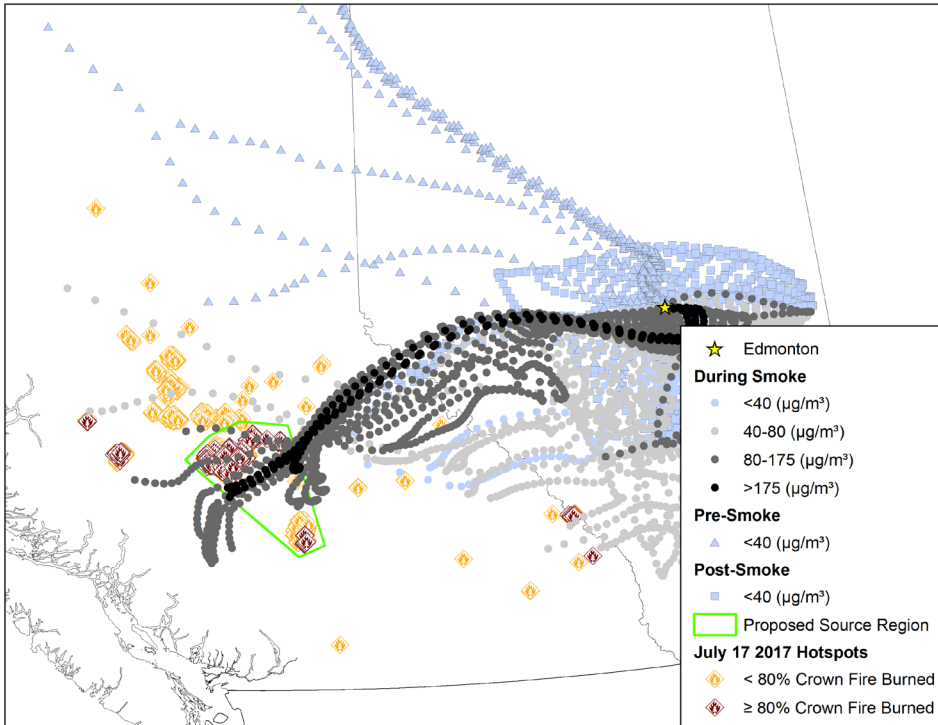 Edmonton
During Smoke
<40 (µg/m³)
40-80 (µg/m³)
80-175 (µg/m³)
>175 (µg/m³)
Pre-Smoke
<40 (µg/m³)
Post-Smoke
<40 (µg/m³)
Proposed Source Region
July 17 2017 Hotspots
< 80% Crown Fire Burned
≥ 80% Crown Fire Burned